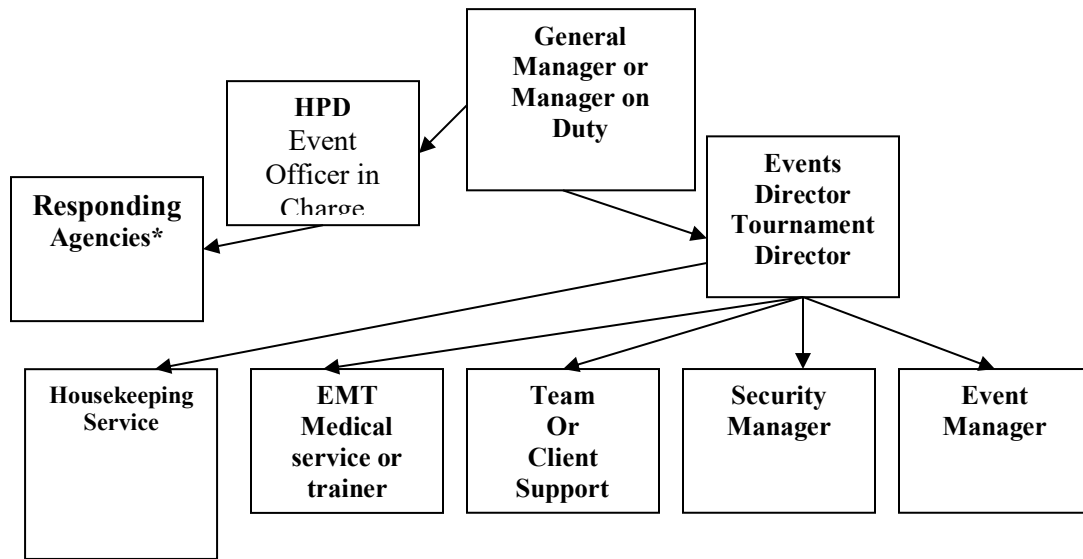 General
Manager or
Manager on
Duty
HPD
Event
Officer in
Charge
Responding
Agencies*
Events
Director
Tournament
Director
Housekeeping
Service
EMT
Medical
service or
trainer
Team
Or
Client
Support
Security
Manager
Event
Manager